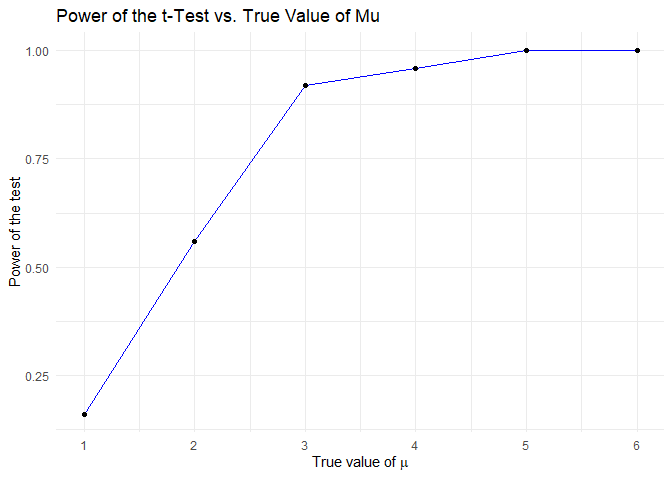 Power of the t-Test vs. True Value of Mu
1.00
0.75
0.50
0.25
Power of the test
1 2 3 4 5 6
True value of μ